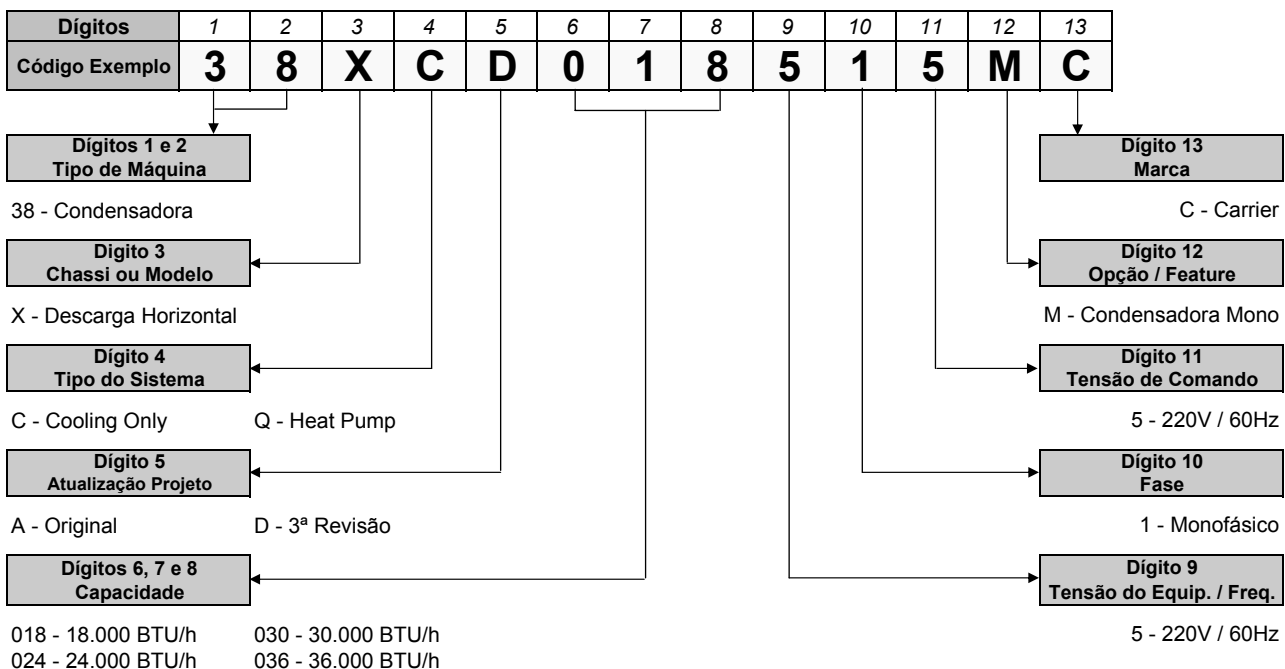 Dígitos 1 2 3 4 5 6 7 8 9 10 11 12 13
Código Exemplo 3 8 X C D 0 1 8 5 1 5 M C
Dígitos 1 e 2
Tipo de Máquina
38 - Condensadora
Digito 3
Chassi ou Modelo
X - Descarga Horizontal
Dígito 4
Tipo do Sistema
C - Cooling Only Q - Heat Pump
Dígito 5
Atualização Projeto
A - Original D - 3ª Revisão
Dígitos 6, 7 e 8
Capacidade
018 - 18.000 BTU/h 030 - 30.000 BTU/h
024 - 24.000 BTU/h 036 - 36.000 BTU/h
Dígito 13
Marca
C - Carrier
Dígito 12
Opção / Feature
M - Condensadora Mono
Dígito 11
Tensão de Comando
5 - 220V / 60Hz
Dígito 10
Fase
1 - Monofásico
Dígito 9
Tensão do Equip. / Freq.
5 - 220V / 60Hz